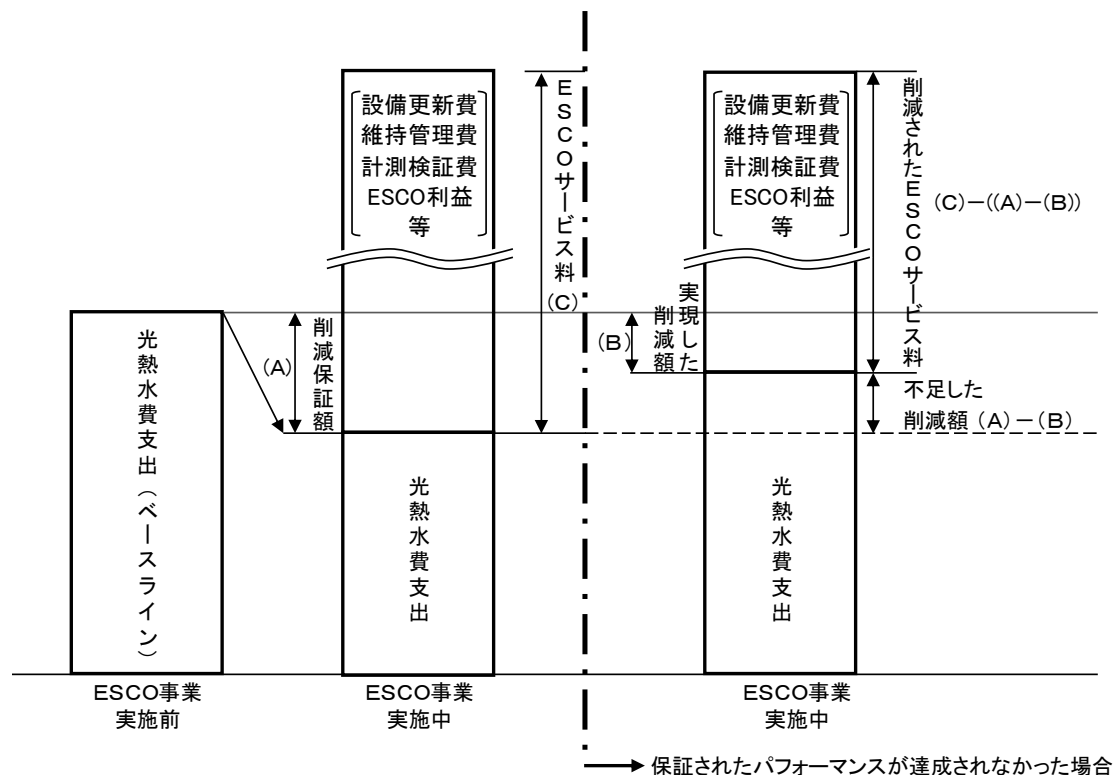 光熱水費支出(ベースライン)
ESCO事業
実施前
(A)
削減保証額
設備更新費
維持管理費
計測検証費
ESCO利益
等
光熱水費支出
ESCO事業
実施中
ESCOサービス料
(C)
(B)
実現した
削減額
設備更新費
維持管理費
計測検証費
ESCO利益
等
光熱水費支出
ESCO事業
実施中
削減されたESCOサービス料
(C)-((A)-(B))
不足した
削減額 (A)-(B)
保証されたパフォーマンスが達成されなかった場合